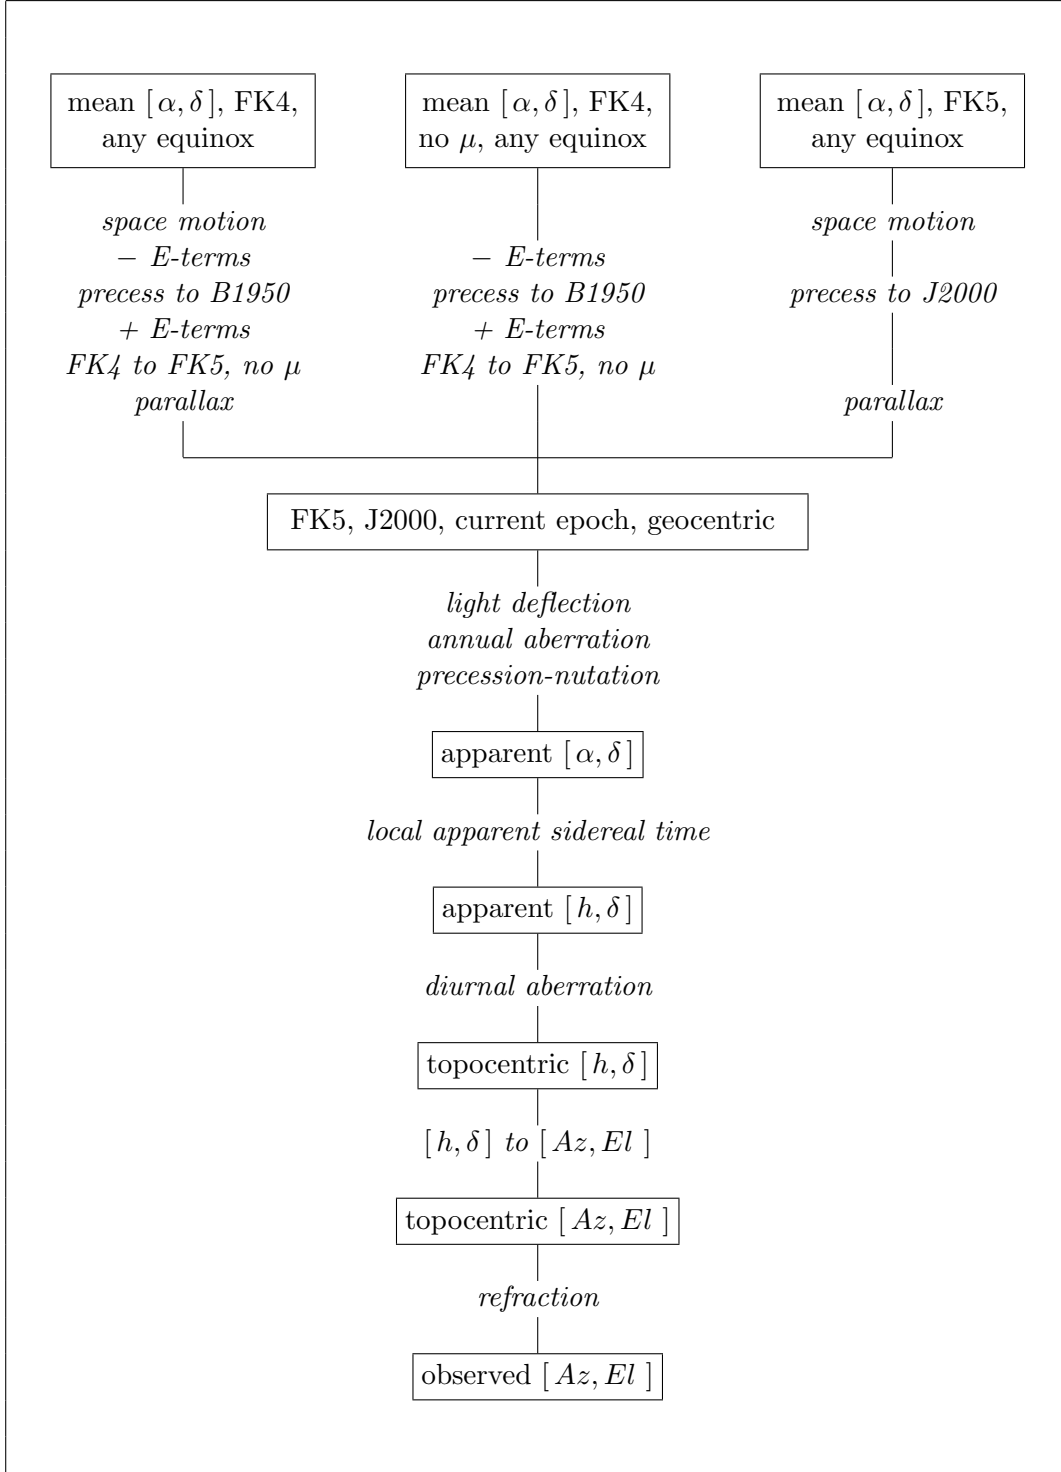 mean [ α, δ ], FK4,
any equinox
mean [ α, δ ], FK4,
no μ, any equinox
mean [ α, δ ], FK5,
any equinox
space motion
− E-terms
precess to B1950
+ E-terms
FK4 to FK5, no μ
parallax
− E-terms
precess to B1950
+ E-terms
FK4 to FK5, no μ
space motion
precess to J2000
parallax
FK5, J2000, current epoch, geocentric
light deflection
annual aberration
precession-nutation
apparent [ α, δ ]
local apparent sidereal time
apparent [ h, δ ]
diurnal aberration
topocentric [ h, δ ]
[ h, δ ] to [ Az, El ]
topocentric [ Az, El ]
refraction
observed [ Az, El ]